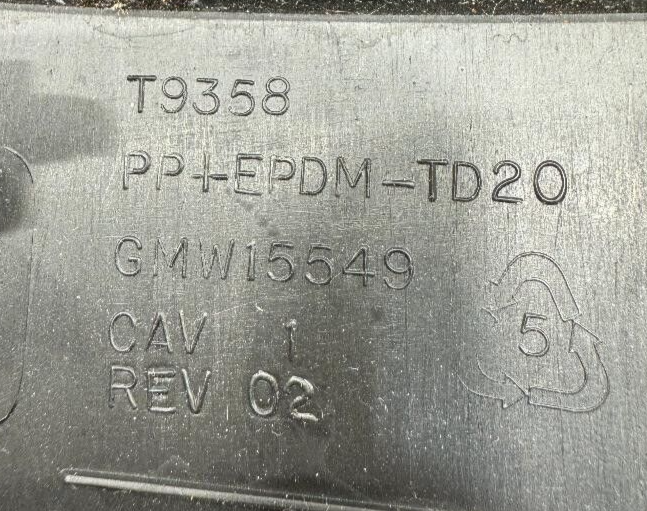 T9358
PP+EPDM-TD20
GMW15549
CAV 1
REV 02
5